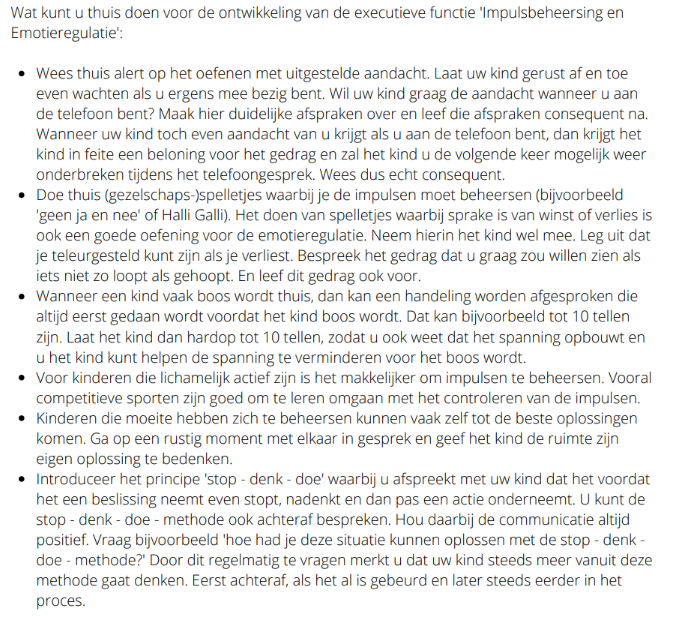 Wat kunt u thuis doen voor de ontwikkeling van de executieve functie 'Impulsbeheersing en
Emotieregulatie':
• Wees thuis alert op het oefenen met uitgestelde aandacht. Laat uw kind gerust af en toe
even wachten als u ergens mee bezig bent. Wil uw kind graag de aandacht wanneer u aan
de telefoon bent? Maak hier duidelijke afspraken over en leef die afspraken consequent na.
Wanneer uw kind toch even aandacht van u krijgt als u aan de telefoon bent, dan krijgt het
kind in feite een beloning voor het gedrag en zal het kind u de volgende keer mogelijk weer
onderbreken tijdens het telefoongesprek. Wees dus echt consequent.
• Doe thuis (gezelschaps-)spelletjes waarbij je de impulsen moet beheersen (bijvoorbeeld
'geen ja en nee' of Halli Galli). Het doen van spelletjes waarbij sprake is van winst of verlies is
ook een goede oefening voor de emotieregulatie. Neem hierin het kind wel mee. Leg uit dat
je teleurgesteld kunt zijn als je verliest. Bespreek het gedrag dat u graag zou willen zien als
iets niet zo loopt als gehoopt. En leef dit gedrag ook voor.
• Wanneer een kind vaak boos wordt thuis, dan kan een handeling worden afgesproken die
altijd eerst gedaan wordt voordat het kind boos wordt. Dat kan bijvoorbeeld tot 10 tellen
zijn. Laat het kind dan hardop tot 10 tellen, zodat u ook weet dat het spanning opbouwt en
u het kind kunt helpen de spanning te verminderen voor het boos wordt.
• Voor kinderen die lichamelijk actief zijn is het makkelijker om impulsen te beheersen. Vooral
competitieve sporten zijn goed om te leren omgaan met het controleren van de impulsen.
• Kinderen die moeite hebben zich te beheersen kunnen vaak zelf tot de beste oplossingen
komen. Ga op een rustig moment met elkaar in gesprek en geef het kind de ruimte zijn
eigen oplossing te bedenken.
• Introduceer het principe 'stop - denk - doe' waarbij u afspreekt met uw kind dat het voordat
het een beslissing neemt even stopt, nadenkt en dan pas een actie onderneemt. U kunt de
stop - denk - doe - methode ook achteraf bespreken. Hou daarbij de communicatie altijd
positief. Vraag bijvoorbeeld 'hoe had je deze situatie kunnen oplossen met de stop - denk -
doe - methode?' Door dit regelmatig te vragen merkt u dat uw kind steeds meer vanuit deze
methode gaat denken. Eerst achteraf, als het al is gebeurd en later steeds eerder in het
proces.